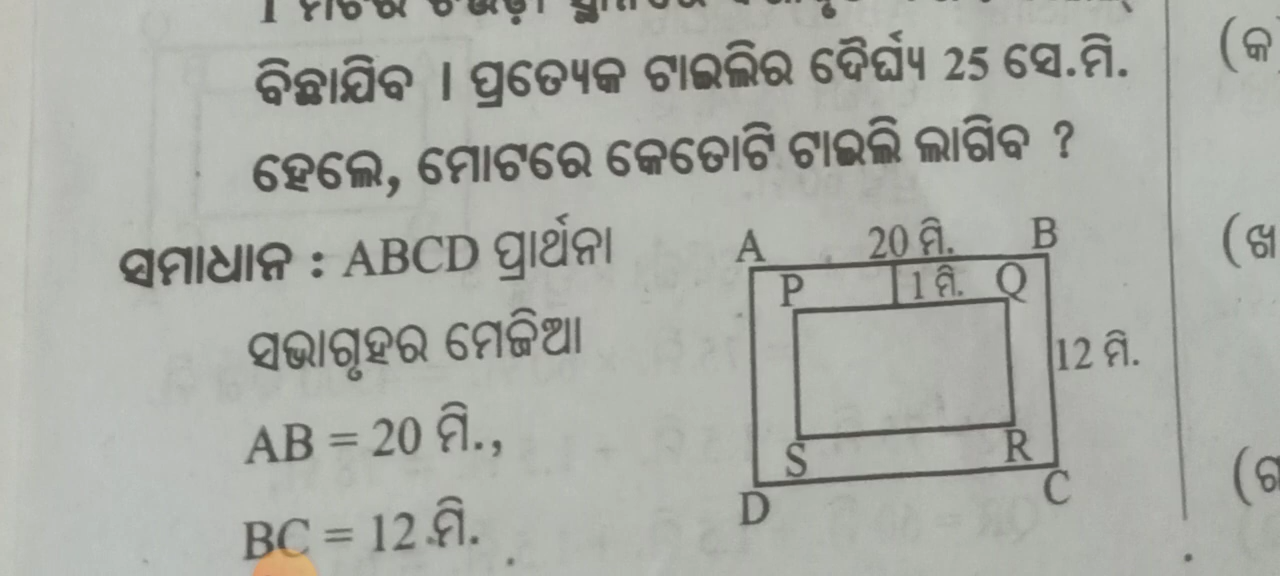 ବିଛାଯିବ । ପ୍ରତ୍ୟେକ ଟାଇଲିର ଦୈର୍ଘ୍ୟ 25 ସେ.ମି.
ହେଲେ, ମୋଟରେ କେତୋଟି ଟାଇଲି ଲାଗିବ ?
ସମାଧାନ : ABCD ପ୍ରାର୍ଥନା
ସଭାଗୃହର ମେଜିଆ
AB = 20 ମି.,
BC = 12 ମି.
A 20 ମି. B
P 1 ମି. Q
12 ମି.
S R
D C
(କ
(ଖ
(ଗ